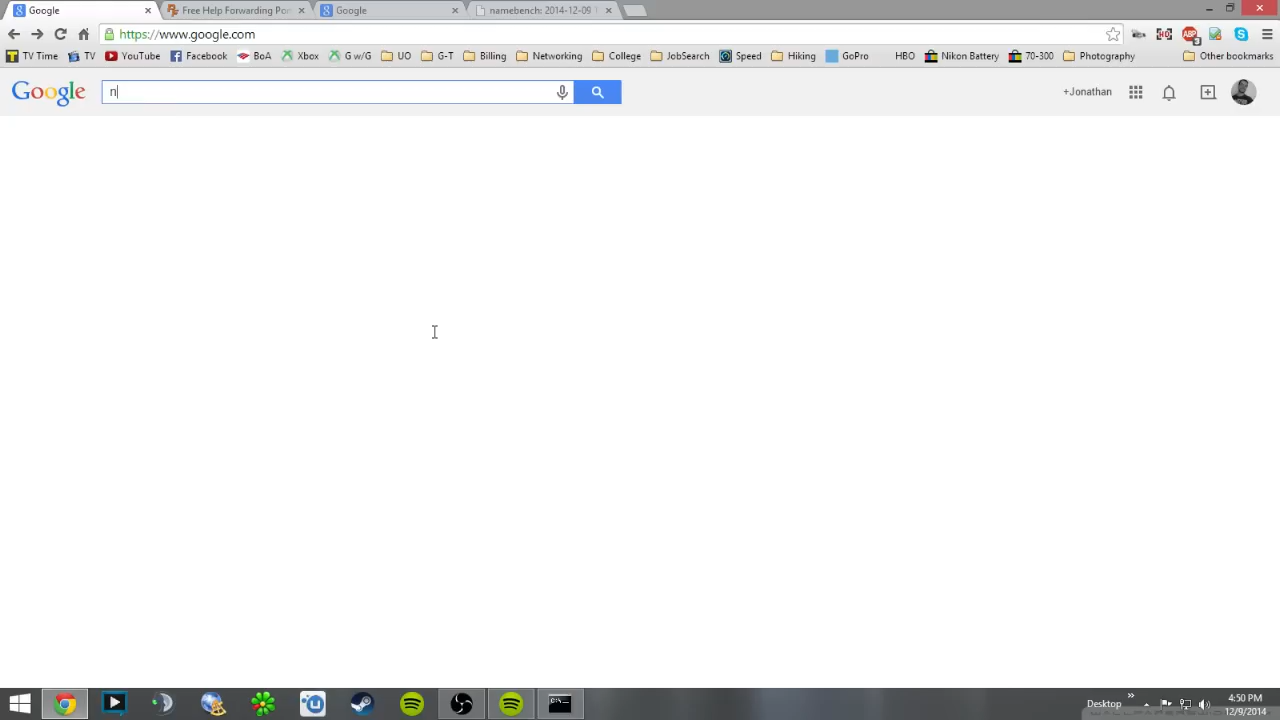 Google
Free Help Forwarding Por
Google
namebench: 2014-12-09 1
https://www.google.com
TV Time
TV
YouTube
Facebook
BoA
Xbox
G w/G
UO
G-T
Billing
Networking
College
JobSearch
Speed
Hiking
GoPro
HBO
Nikon Battery
70-300
Photography
Other bookmarks
Google
n
+Jonathan
Desktop
4:50 PM
12/9/2014